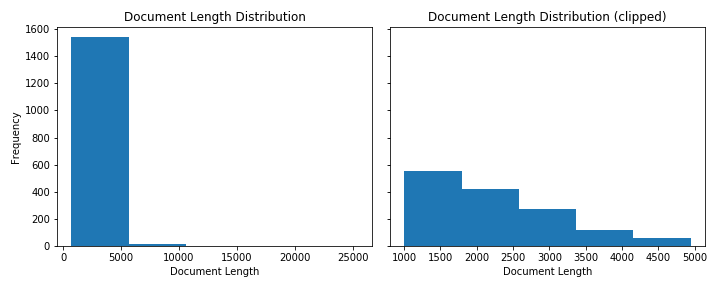 Document Length Distribution
Frequency
1600
1400
1200
1000
800
600
400
200
0
0 5000 10000 15000 20000 25000
Document Length
Document Length Distribution (clipped)
1000 1500 2000 2500 3000 3500 4000 4500 5000
Document Length